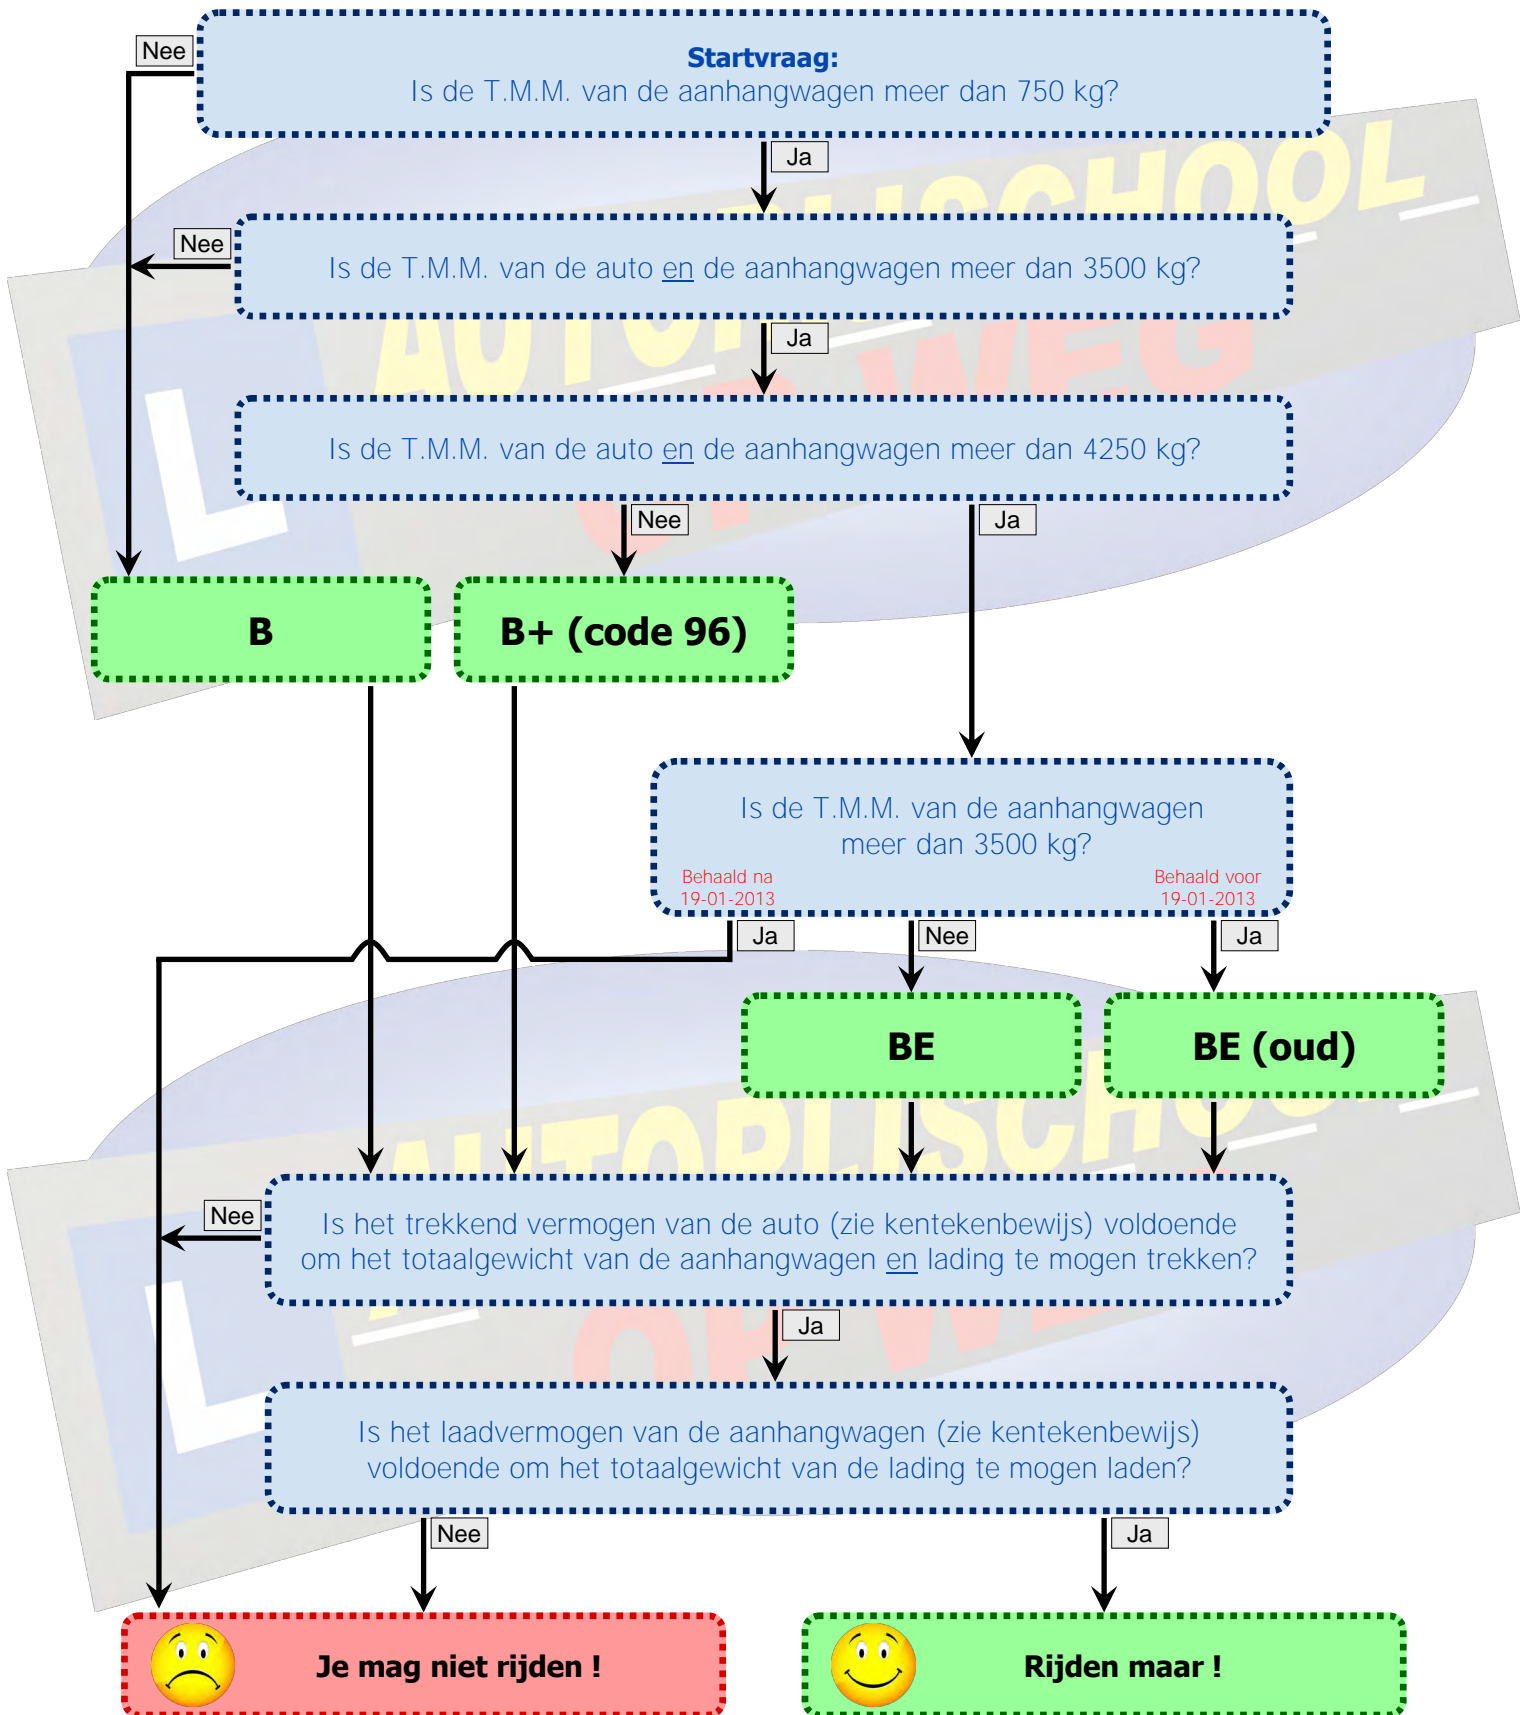 Nee
Startvraag:
Is de T.M.M. van de aanhangwagen meer dan 750 kg?
Ja
Nee
Is de T.M.M. van de auto en de aanhangwagen meer dan 3500 kg?
Ja
Is de T.M.M. van de auto en de aanhangwagen meer dan 4250 kg?
Nee
Ja
B
B+ (code 96)
Is de T.M.M. van de aanhangwagen
meer dan 3500 kg?
Behaald na
19-01-2013
Behaald voor
19-01-2013
Ja
Nee
Ja
BE
BE (oud)
Nee
Is het trekkend vermogen van de auto (zie kentekenbewijs) voldoende
om het totaalgewicht van de aanhangwagen en lading te mogen trekken?
Ja
Is het laadvermogen van de aanhangwagen (zie kentekenbewijs)
voldoende om het totaalgewicht van de lading te mogen laden?
Nee
Ja
Je mag niet rijden !
Rijden maar !
L
L